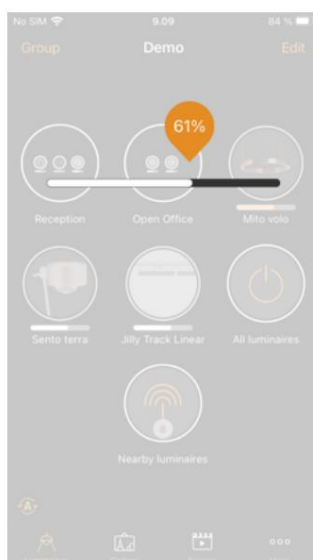 No SIM 9.09 84 %
Group Demo Edit
61%
Reception Open Office Mito volo
Sento terra Jilly Track Linear All luminaires
Nearby luminaires
A